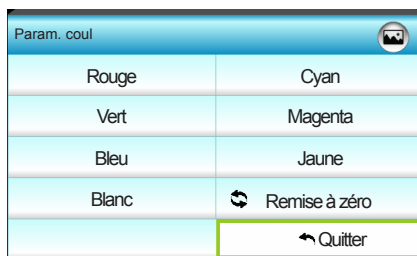 Param. coul
Rouge Cyan
Vert Magenta
Bleu Jaune
Blanc Remise à zéro
Quitter